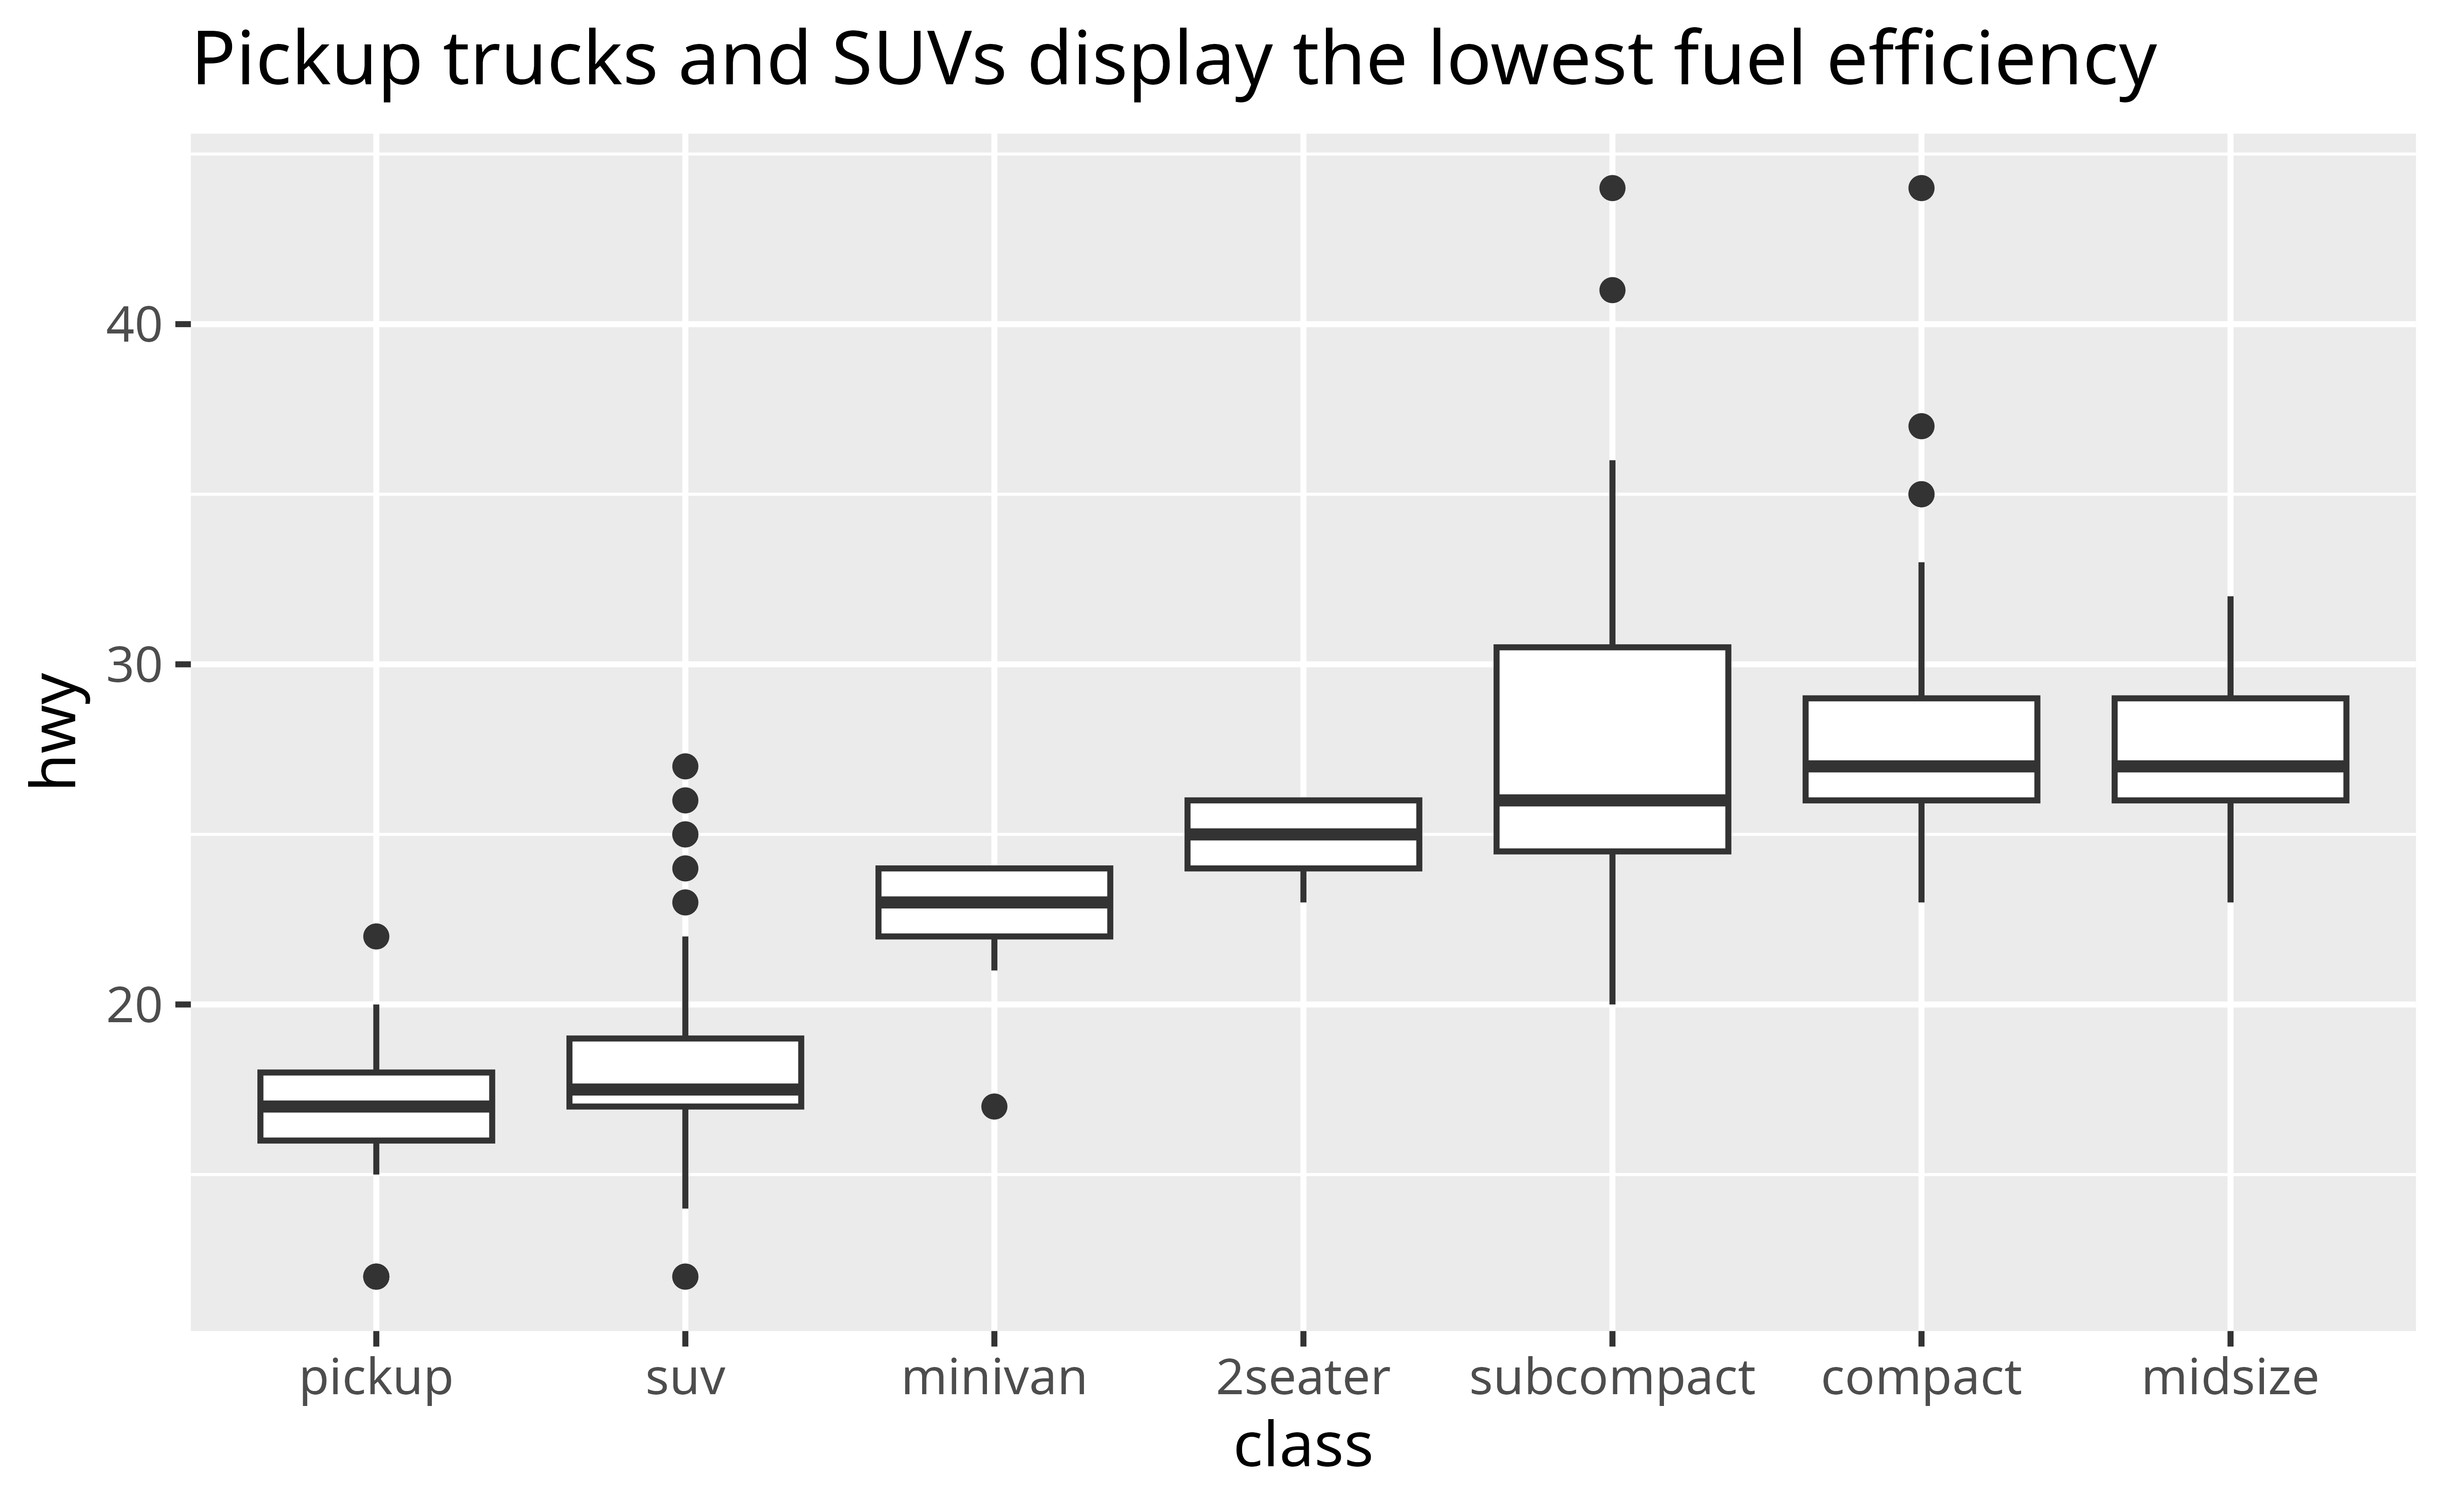 Pickup trucks and SUVs display the lowest fuel efficiency
hwy
40
30
20
pickup suv minivan 2seater subcompact compact midsize
class